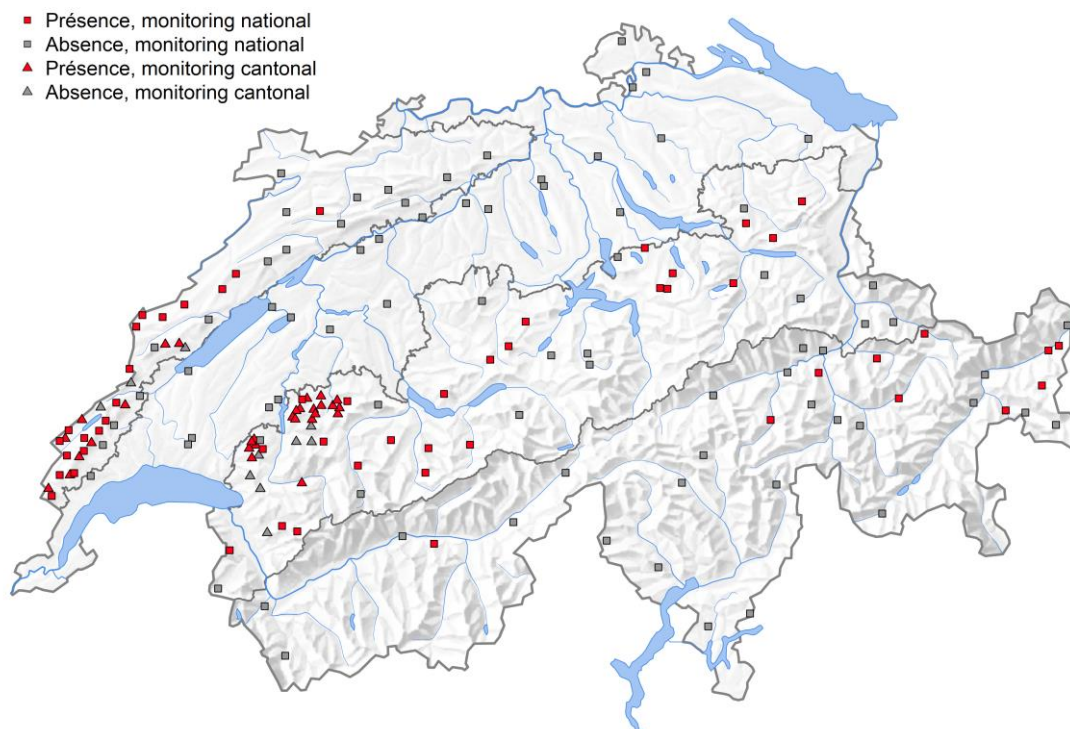 Présence, monitoring national
Absence, monitoring national
Présence, monitoring cantonal
Absence, monitoring cantonal